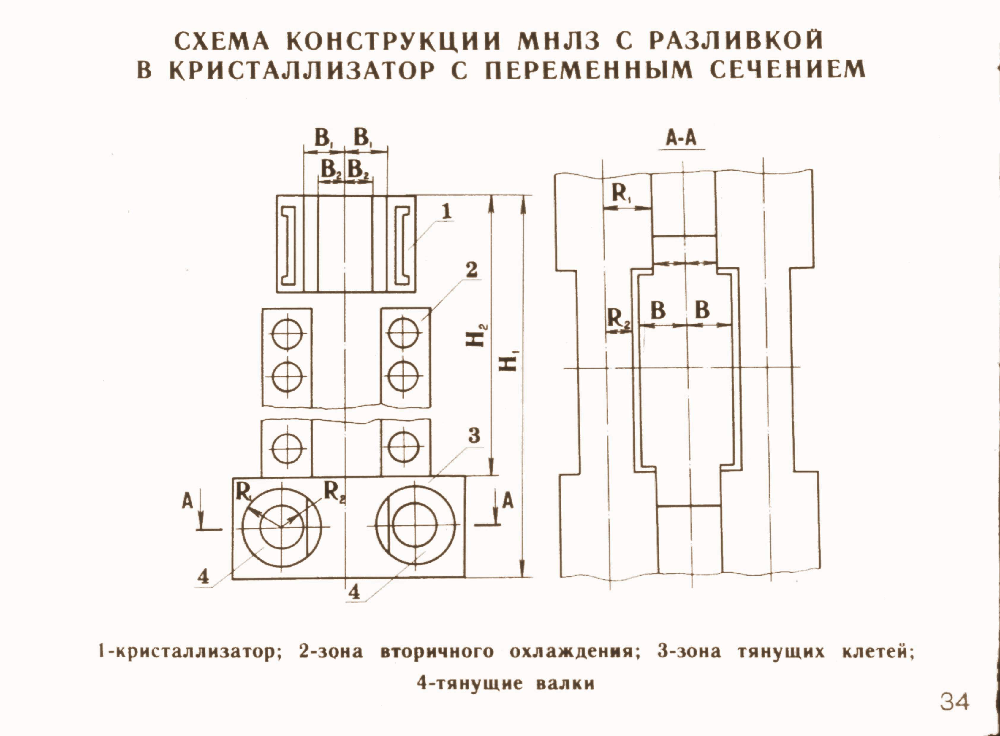 СХЕМА КОНСТРУКЦИИ МНЛЗ С РАЗЛИВКОЙ
В КРИСТАЛЛИЗАТОР С ПЕРЕМЕННЫМ СЕЧЕНИЕМ
B₁ B₁
B₂ B₂
A-A
R₁
1
2
R₂ B B
H₂
H₁
3
R₁ R₂
A A
4
4
1-кристаллизатор; 2-зона вторичного охлаждения; 3-зона тянущих клетей;
4-тянущие валки
34